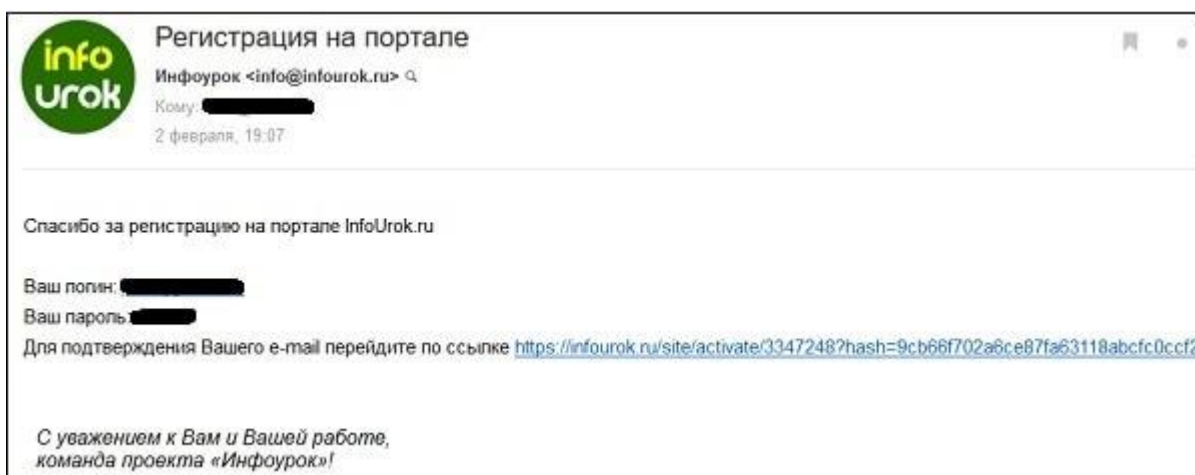 info
urok
Регистрация на портале
Инфоурок <info@infourok.ru>
Кому:
2 февраля, 19:07
Спасибо за регистрацию на портале InfoUrok.ru
Ваш логин:
Ваш пароль:
Для подтверждения Вашего e-mail перейдите по ссылке https://infourok.ru/site/activate/3347248?hash=9cb66f702a6ce87fa63118abcfc0ccf2
С уважением к Вам и Вашей работе,
команда проекта «Инфоурок»!